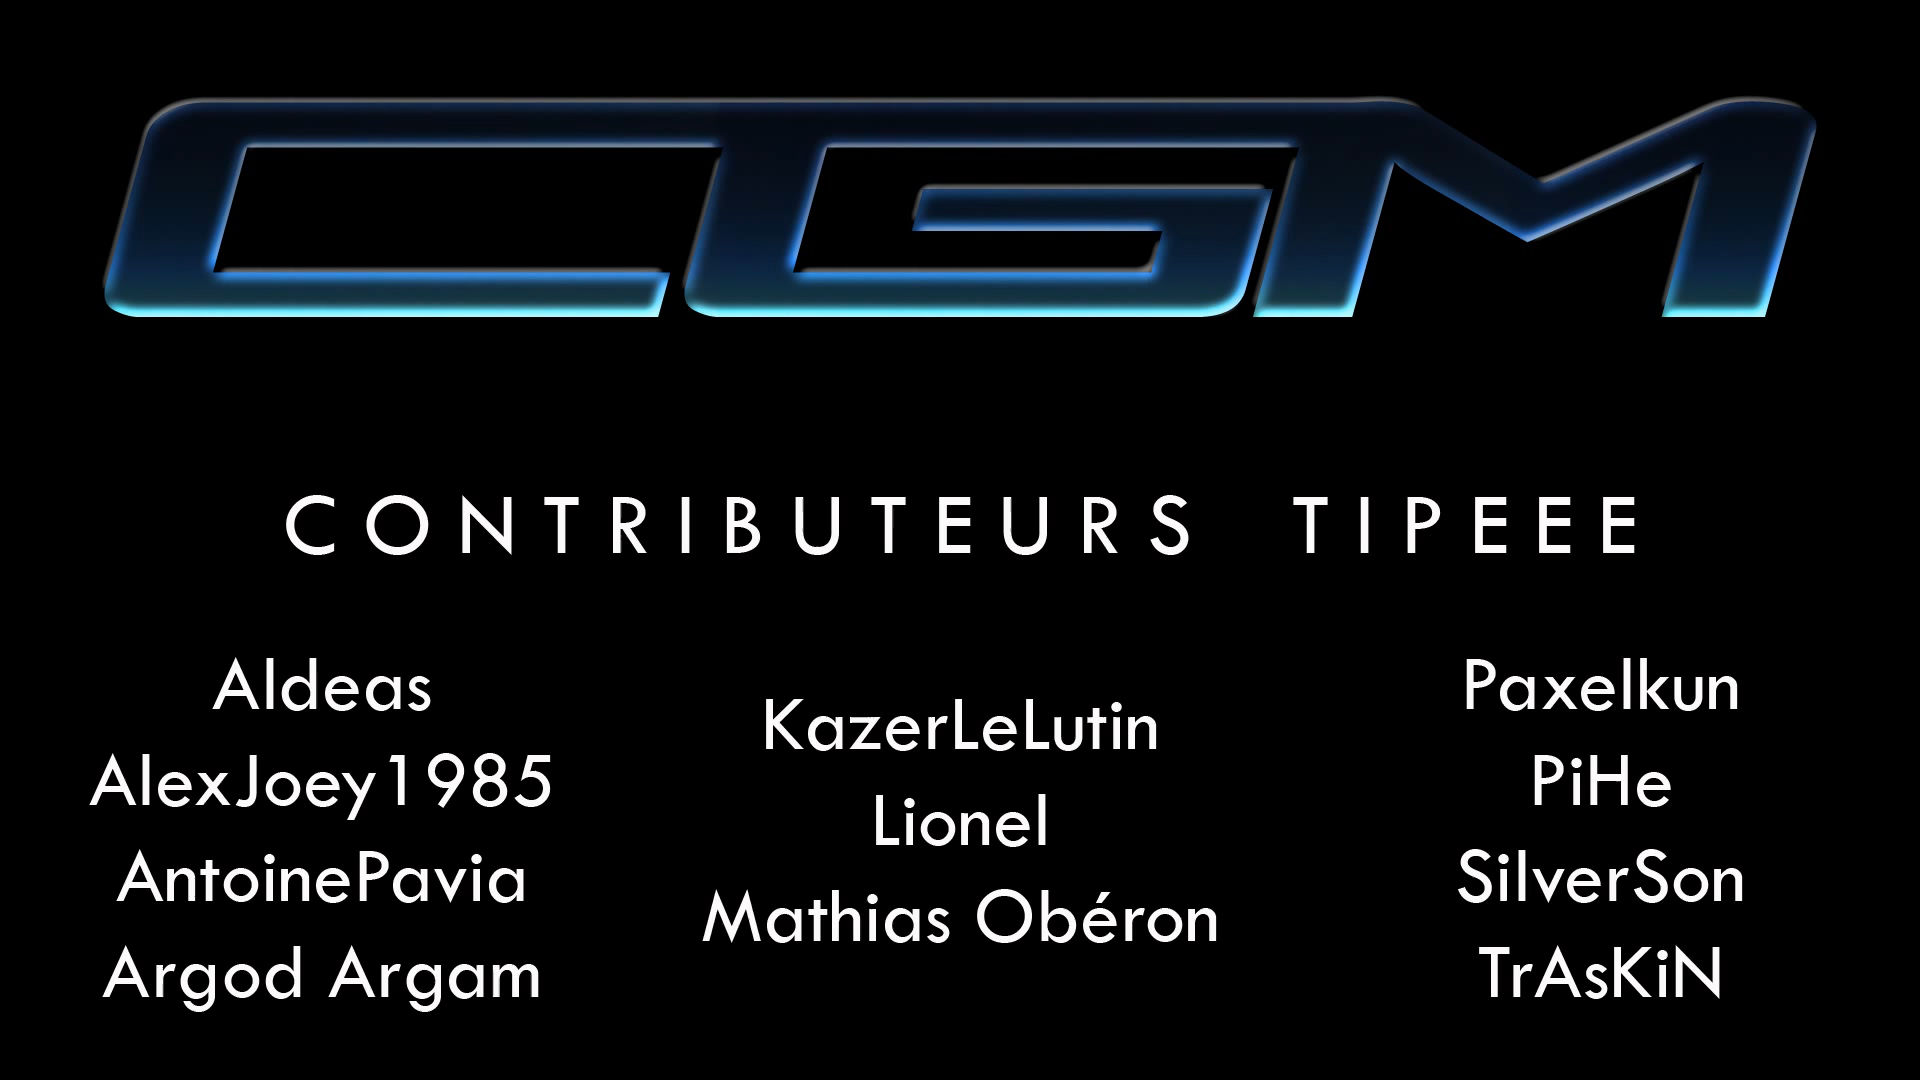 CGM
CONTRIBUTEURS TIPEEE
Aldeas
AlexJoey1985
AntoinePavia
Argod Argam
KazerLeLutin
Lionel
Mathias Obéron
Paxelkun
PiHe
SilverSon
TrAsKiN